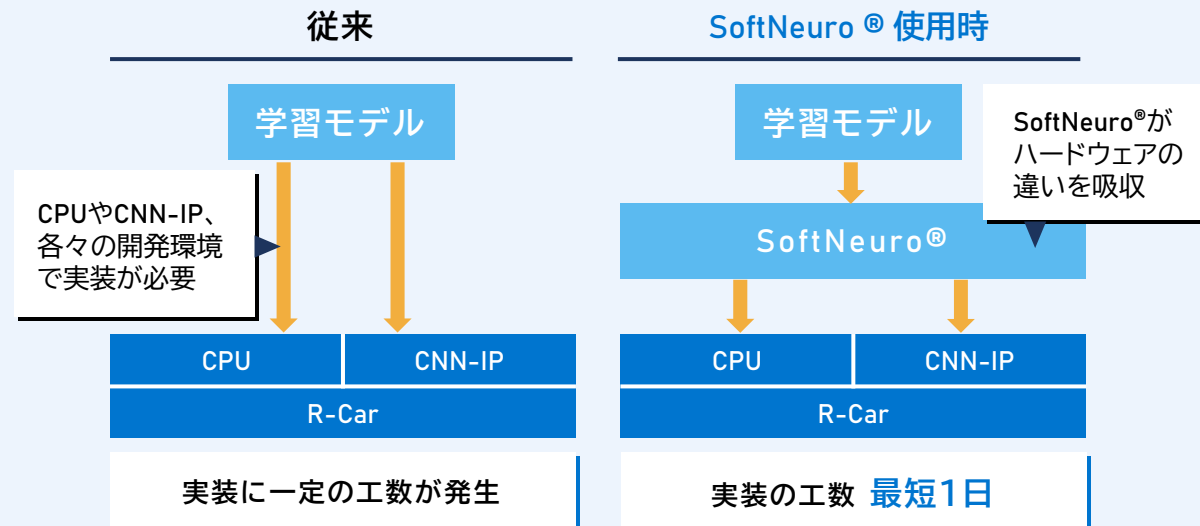 従来
学習モデル
CPUやCNN-IP、
各々の開発環境
で実装が必要
CPU
CNN-IP
R-Car
実装に一定の工数が発生
SoftNeuro® 使用時
学習モデル
SoftNeuro®が
ハードウェアの
違いを吸収
SoftNeuro®
CPU
CNN-IP
R-Car
実装の工数 最短1日